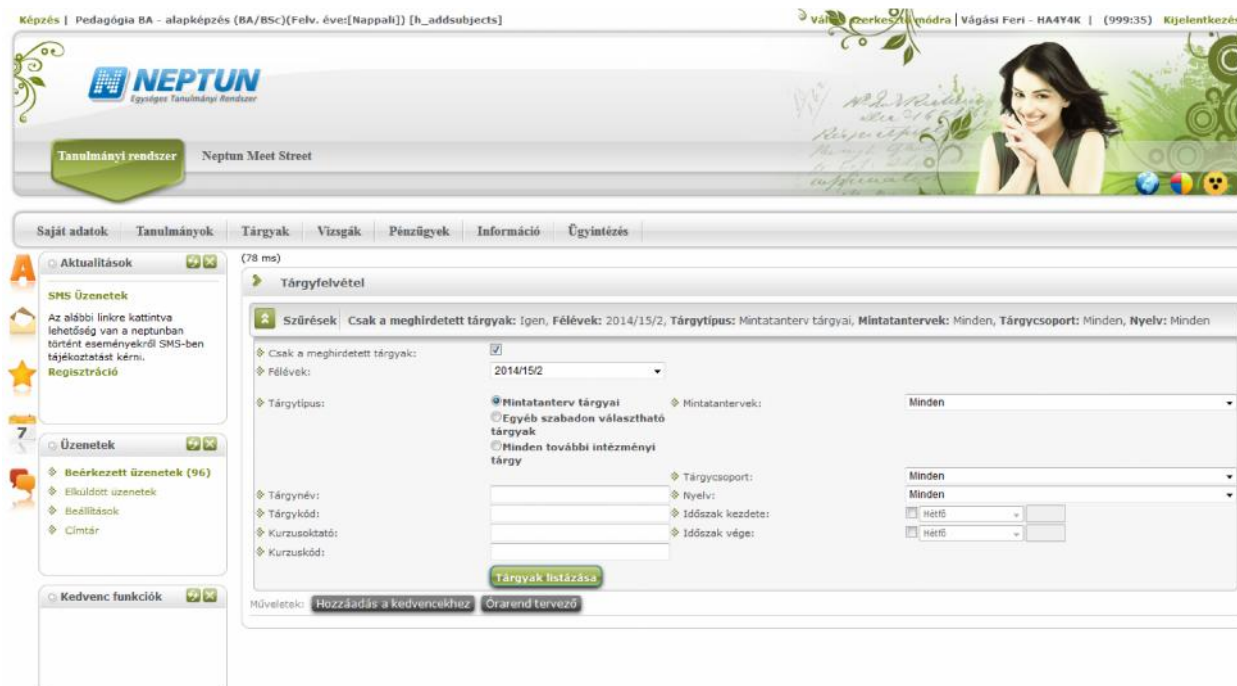 Képzés | Pedagógia BA - alapképzés (BA/BSc)(Felv. éve:[Nappali]) [h_addsubjects]
módra | Vágási Feri - HA4Y4K | (999:35) Kijelentkezés
NEPTUN
Egységes Tanulmányi Rendszer
Tanulmányi rendszer
Neptun Meet Street
Saját adatok Tanulmányok Tárgyak Vizsgák Pénzügyek Információ Ügyintézés
Aktualitások
SMS Üzenetek
Az alábbi linkre kattintva
lehetőség van a neptunban
történt eseményekről SMS-ben
tájékoztatást kérni.
Regisztráció
7
Üzenetek
Beérkezett üzenetek (96)
Elküldött üzenetek
Beállítások
Címtár
Kedvenc funkciók
(78 ms)
Tárgyfelvétel
Szűrések Csak a meghirdetett tárgyak: Igen, Félévek: 2014/15/2, Tárgytípus: Mintatanterv tárgyai, Mintatantervek: Minden, Tárgycsoport: Minden, Nyelv: Minden
Csak a meghirdetett tárgyak:
Félévek: 2014/15/2
Tárgytípus: Mintatanterv tárgyai Mintatantervek: Minden
Egyéb szabadon választható
tárgyak
Minden további intézményi
tárgy
Tárgycsoport: Minden
Tárgynév: Nyelv: Minden
Tárgykód: Időszak kezdete: Hétfő
Kurzusoktató: Időszak vége: Hétfő
Kurzuskód:
Tárgyak listázása
Műveletek: Hozzáadás a kedvencekhez Órarend tervező